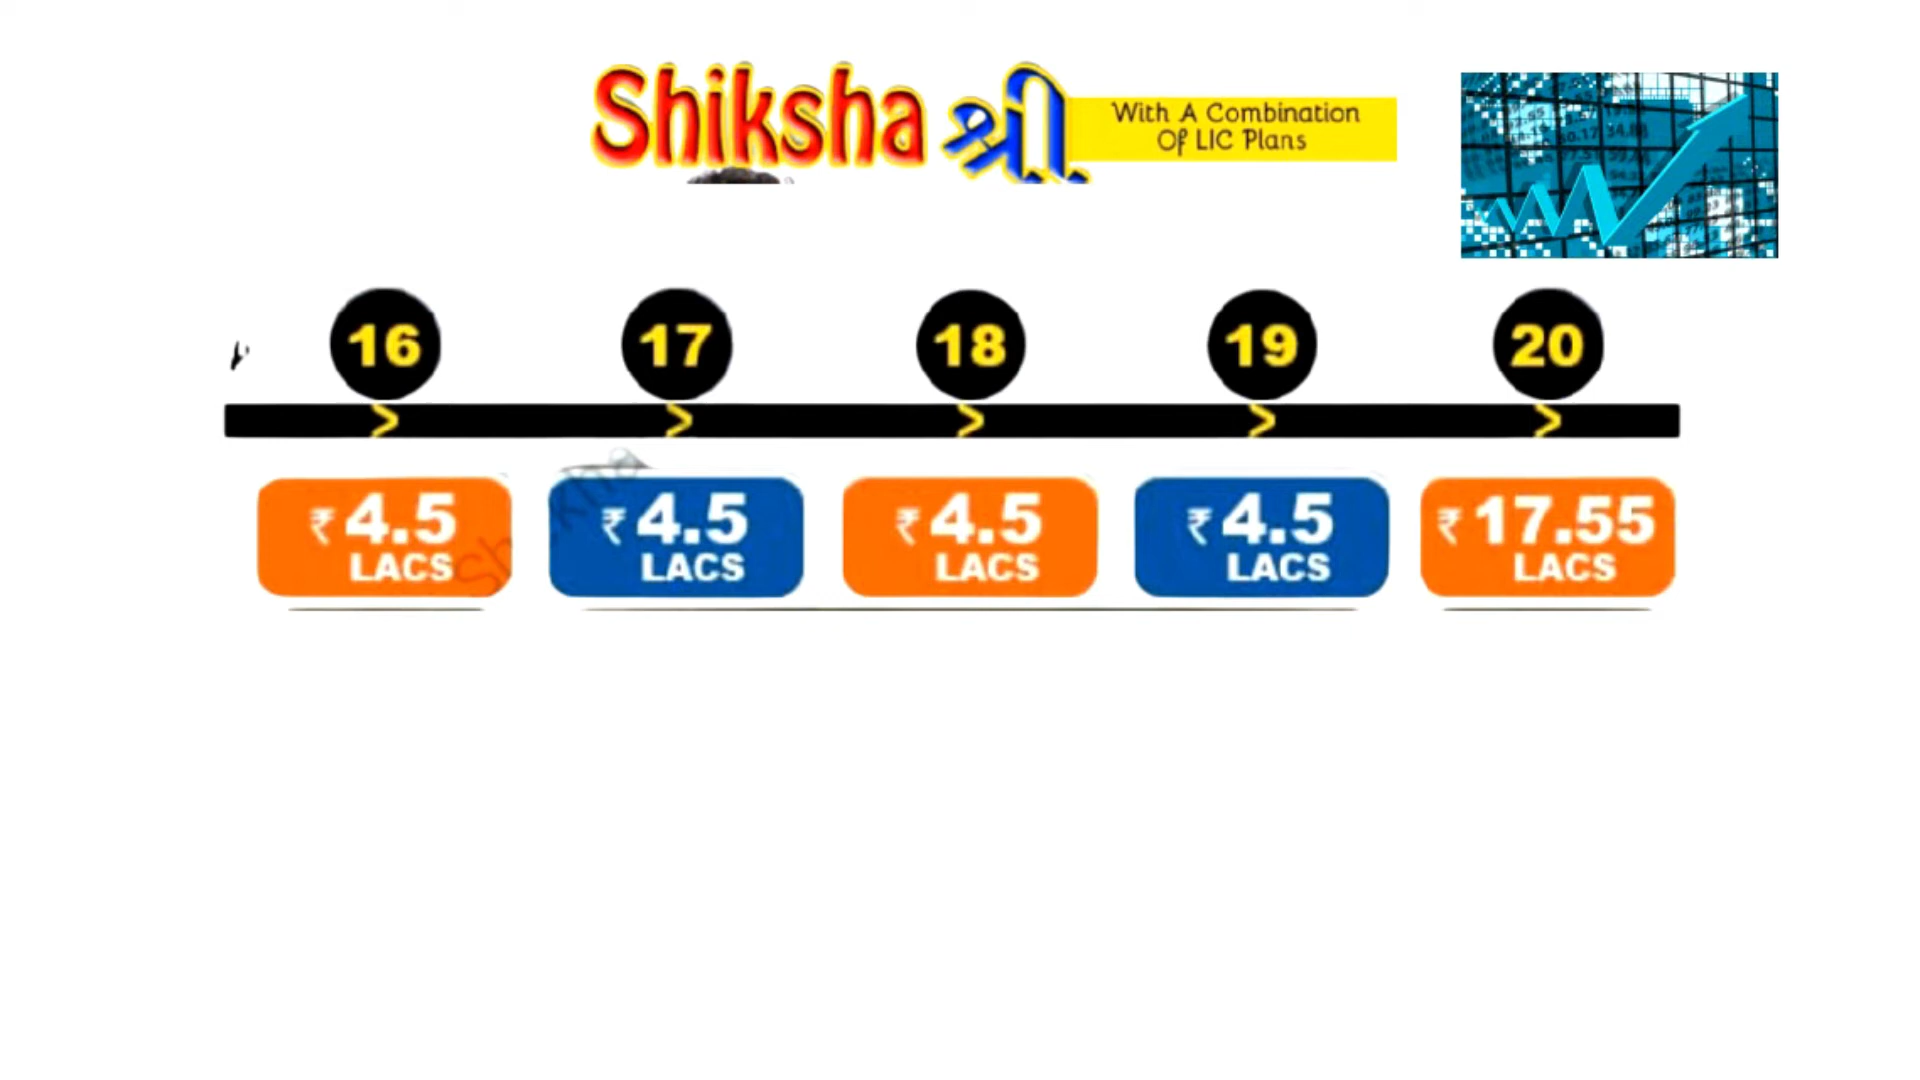 Shiksha श्री
With A Combination
Of LIC Plans
16 17 18 19 20
> > > > >
₹ 4.5 LACS
₹ 4.5 LACS
₹ 4.5 LACS
₹ 4.5 LACS
₹ 17.55 LACS